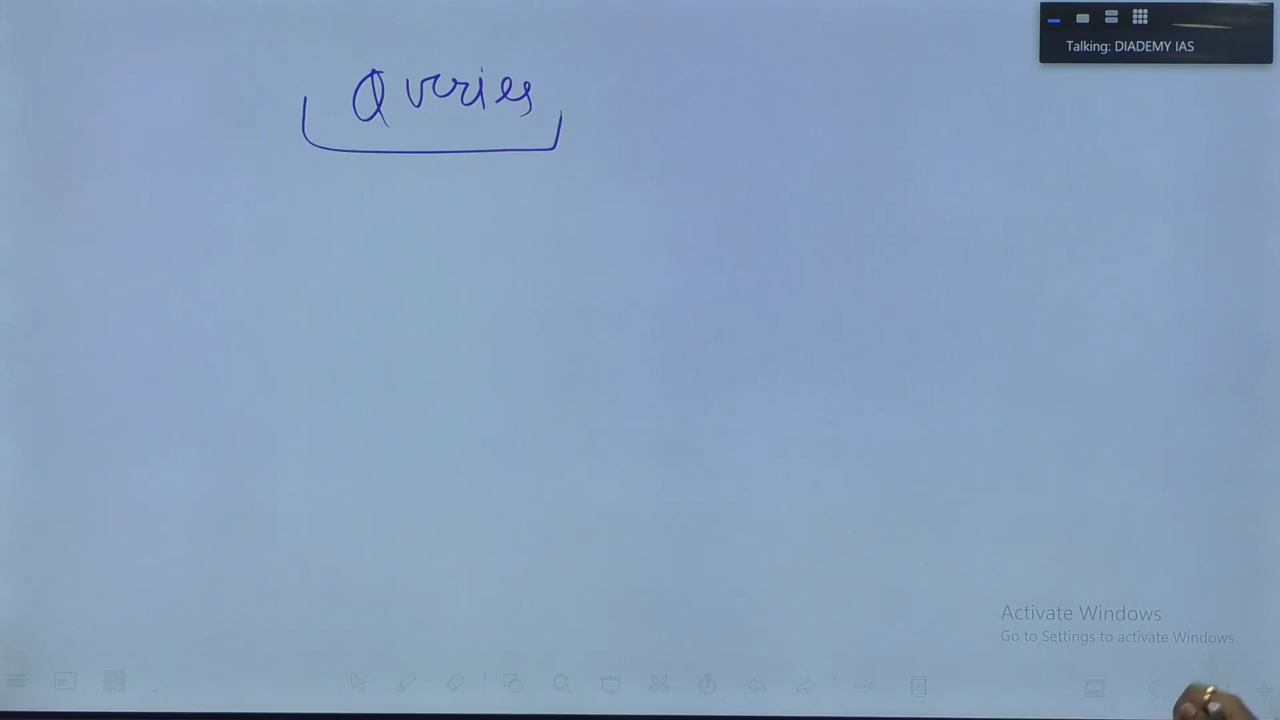 Talking: DIADEMY IAS
Queries
Activate Windows
Go to Settings to activate Windows.